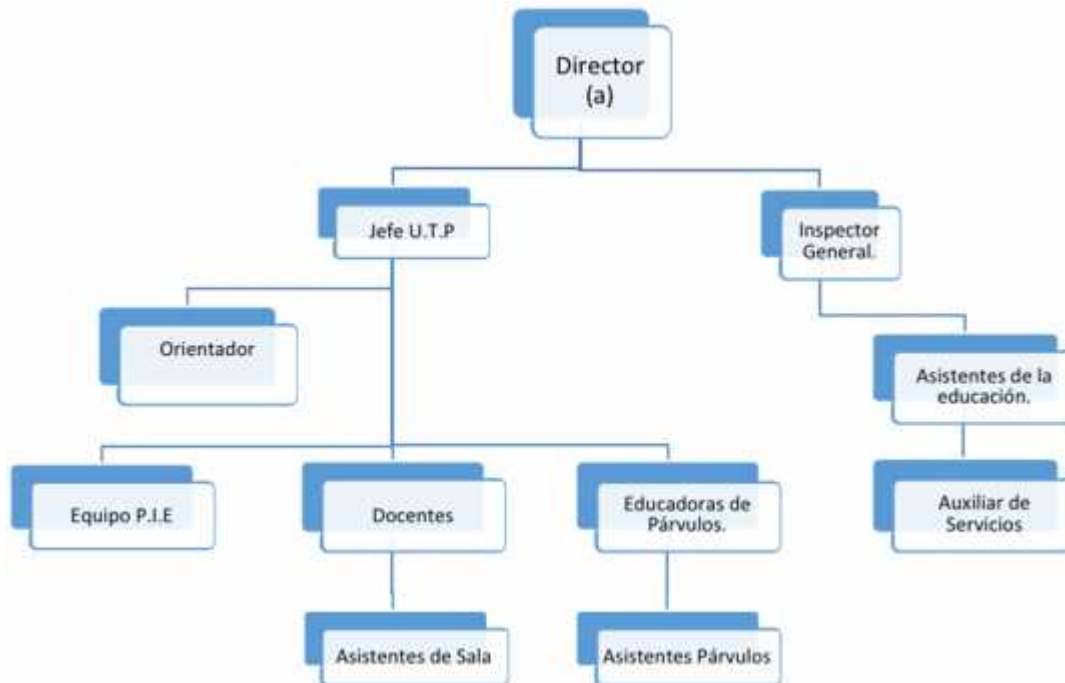 Director
(a)
Jefe U.T.P
Inspector
General.
Orientador
Asistentes de la
educación.
Equipo P.I.E
Docentes
Educadoras de
Párvulos.
Auxiliar de
Servicios
Asistentes de Sala
Asistentes Párvulos